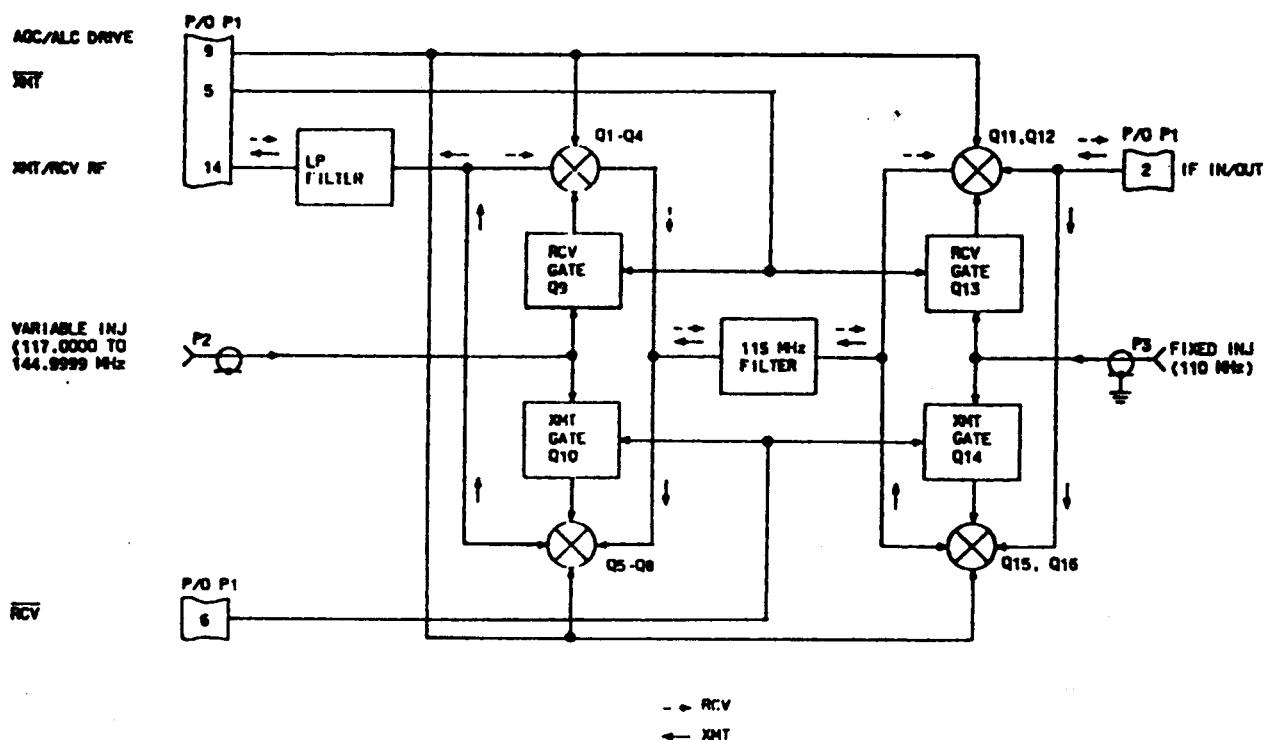 P/O P1
AGC/ALC DRIVE
9
XMT
5
Q1-Q4
Q11,Q12
P/O P1
XMT/RCV RF
14
LP
FILTER
2
IF IN/OUT
RCV
GATE
Q9
RCV
GATE
Q13
VARIABLE INJ
(117.0000 TO
144.9999 MHz
P2
115 MHz
FILTER
P3
FIXED INJ
(110 MHz)
XMT
GATE
Q10
XMT
GATE
Q14
Q5-Q8
Q15, Q16
P/O P1
RCV
6
RCV
XMT